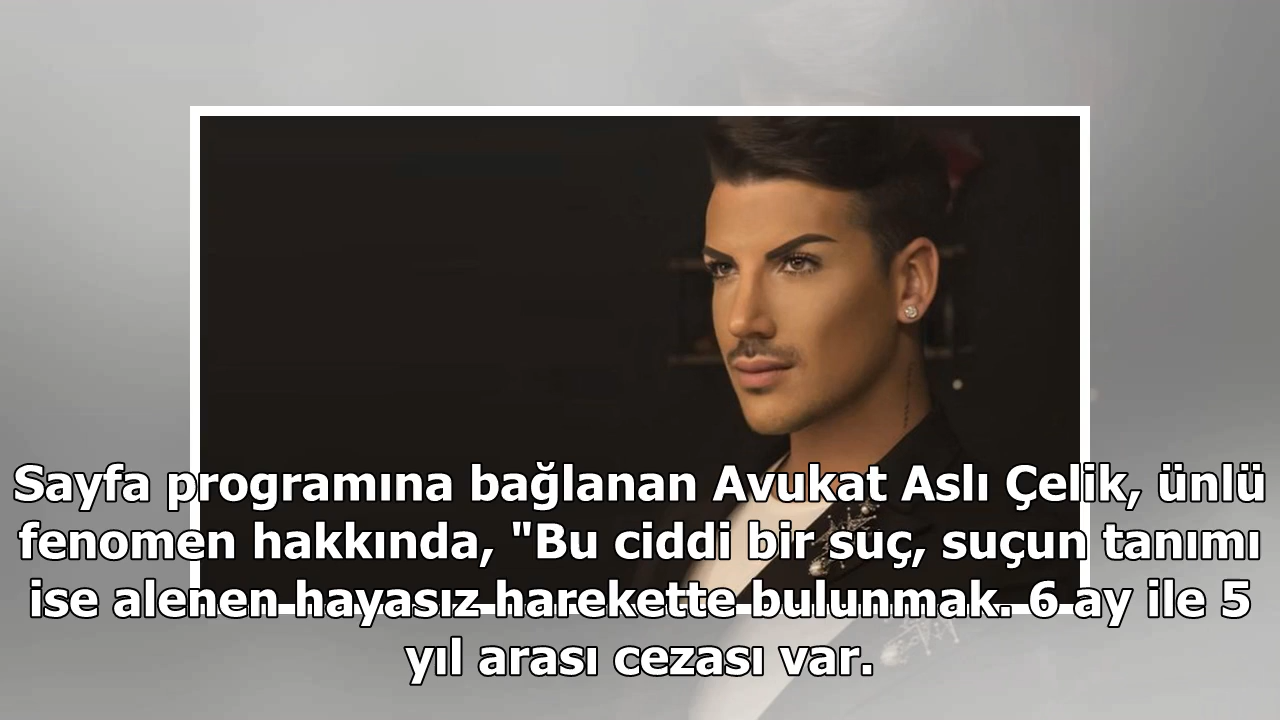 Sayfa programına bağlanan Avukat Aslı Çelik, ünlü
fenomen hakkında, "Bu ciddi bir suç, suçun tanımı
ise alenen hayasız harekette bulunmak. 6 ay ile 5
yıl arası cezası var.